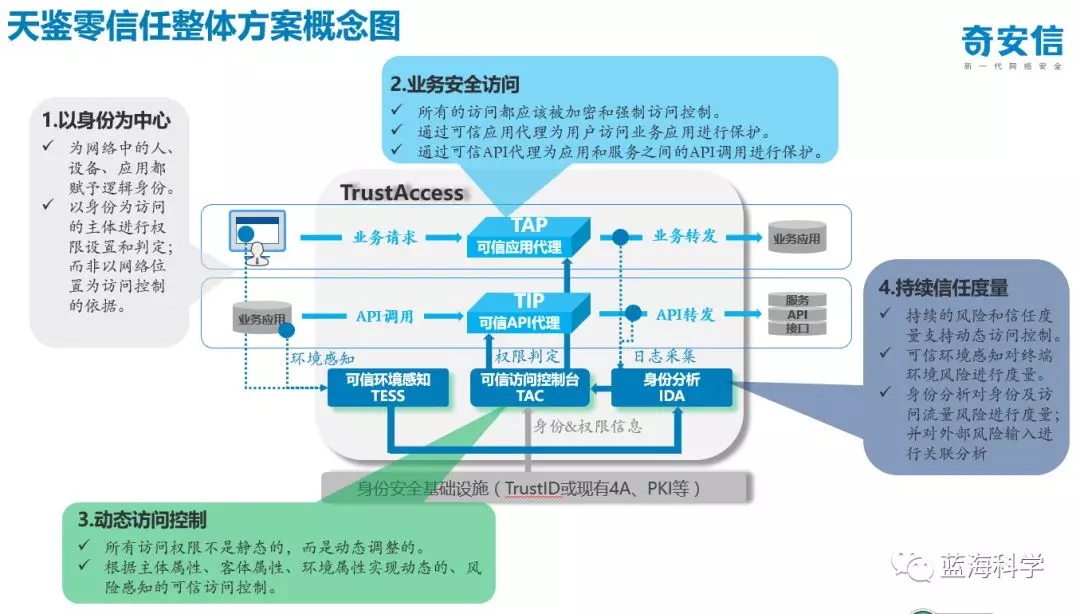 天鉴零信任整体方案概念图
奇安信
新一代网络安全
1.以身份为中心
✓ 为网络中的人、
设备、应用都
赋予逻辑身份。
✓ 以身份为访问
的主体进行权
限设置和判定；
而非以网络位
置为访问控制
的依据。
2.业务安全访问
✓ 所有的访问都应该被加密和强制访问控制。
✓ 通过可信应用代理为用户访问业务应用进行保护。
✓ 通过可信API代理为应用和服务之间的API调用进行保护。
TrustAccess
业务请求
TAP
可信应用代理
业务转发
业务应用
业务应用
API调用
TIP
可信API代理
API转发
服务
API
接口
环境感知
权限判定
日志采集
可信环境感知
TESS
可信访问控制台
TAC
身份分析
IDA
身份&权限信息
身份安全基础设施（TrustID或现有4A、PKI等）
4.持续信任度量
✓ 持续的风险和信任度
量支持动态访问控制。
✓ 可信环境感知对终端
环境风险进行度量。
✓ 身份分析对身份及访
问流量风险进行度量；
并对外部风险输入进
行关联分析
3.动态访问控制
✓ 所有访问权限不是静态的，而是动态调整的。
✓ 根据主体属性、客体属性、环境属性实现动态的、风
险感知的可信访问控制。
蓝海科学